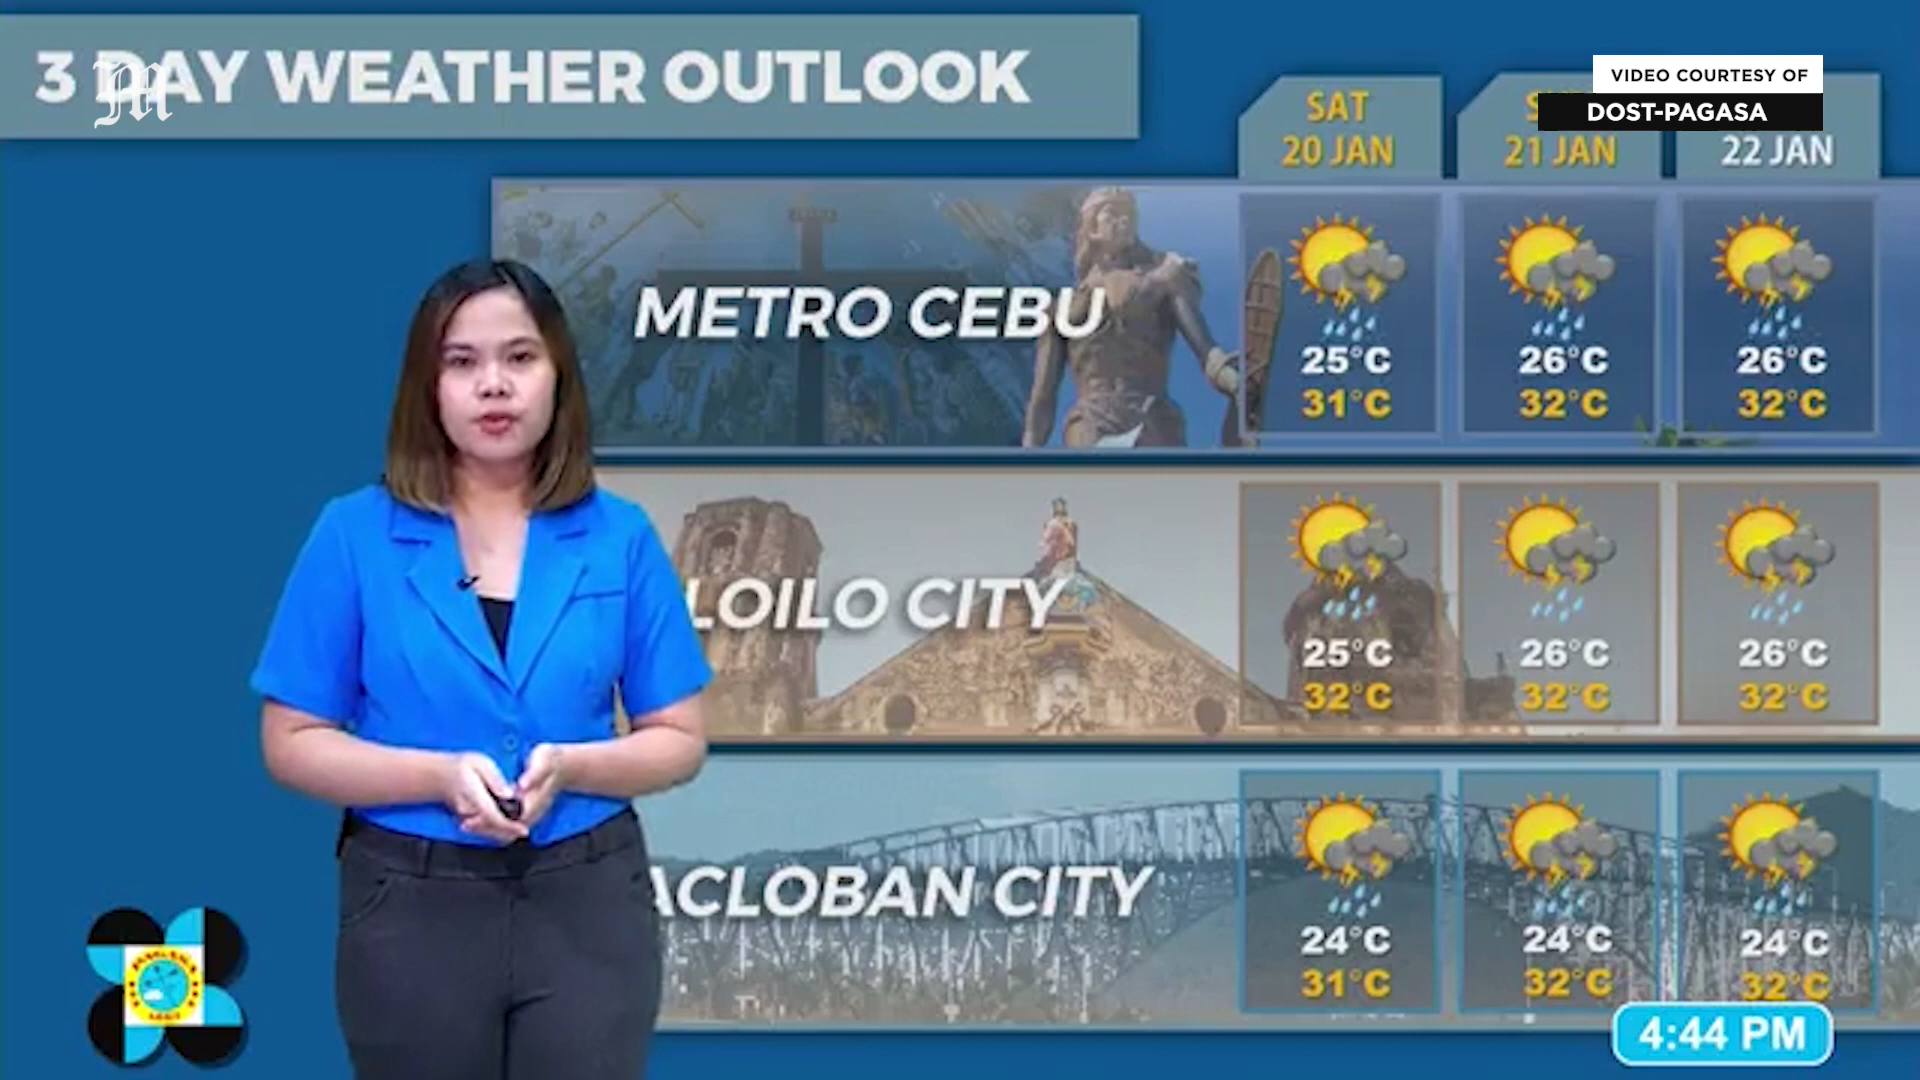 3 DAY WEATHER OUTLOOK
VIDEO COURTESY OF
DOST-PAGASA
SAT
20 JAN
21 JAN
22 JAN
METRO CEBU
25°C
31°C
26°C
32°C
26°C
32°C
LOILO CITY
25°C
32°C
26°C
32°C
26°C
32°C
ACLOBAN CITY
24°C
31°C
24°C
32°C
24°C
32°C
4:44 PM